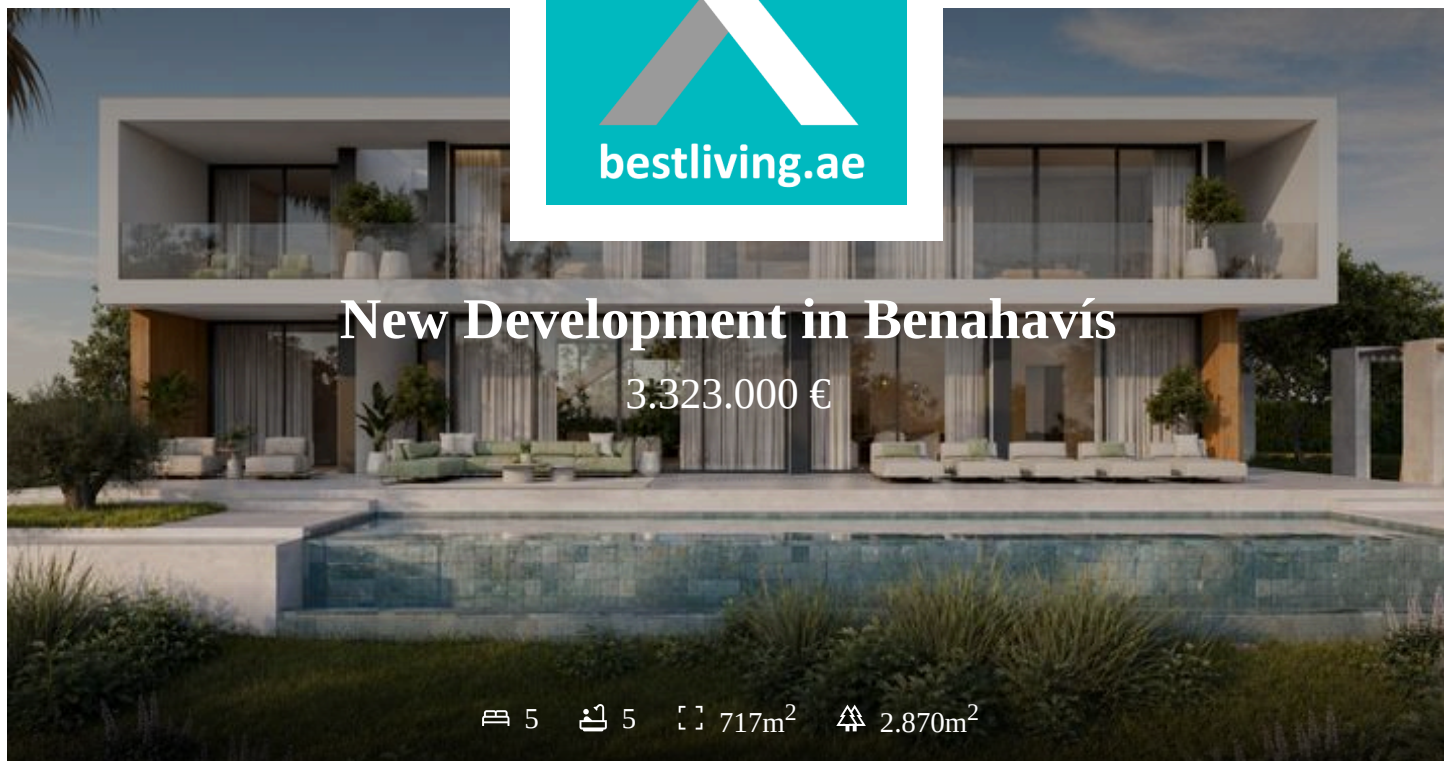 bestliving.ae
New Development in Benahavís
3.323.000 €
5 5 717m² 2.870m²